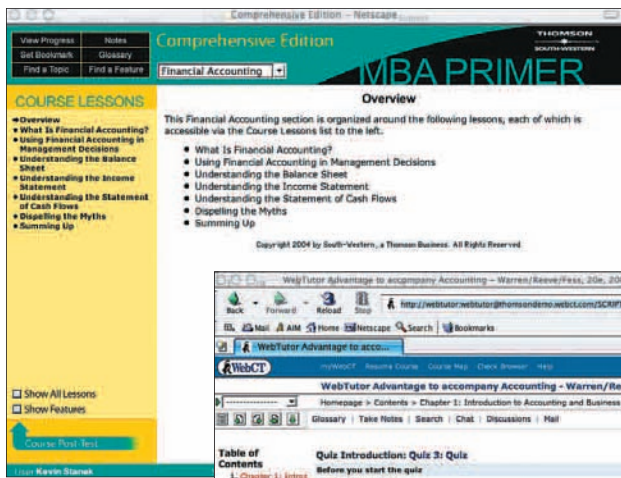 Comprehensive Edition – Netscape
View Progress Notes
Set Bookmark Glossary
Find a Topic Find a Feature
Comprehensive Edition
Financial Accounting
THOMSON
SOUTH-WESTERN
MBA PRIMER
COURSE LESSONS
Overview
What Is Financial Accounting?
Using Financial Accounting in
Management Decisions
Understanding the Balance
Sheet
Understanding the Income
Statement
Understanding the Statement
of Cash Flows
Dispelling the Myths
Summing Up
Show All Lessons
Show Features
Course Post-Test
User Kevin Stanek
Overview
This Financial Accounting section is organized around the following lessons, each of which is
accessible via the Course Lessons list to the left.
What Is Financial Accounting?
Using Financial Accounting in Management Decisions
Understanding the Balance Sheet
Understanding the Income Statement
Understanding the Statement of Cash Flows
Dispelling the Myths
Summing Up
Copyright 2004 by South-Western, a Thomson Business. All Rights Reserved
WebTutor Advantage to accompany Accounting – Warren/Reeve/Fess, 20e, 20
Back Forward Reload Stop http://webtutor:webtutor@thomsondemo.webct.com/SCRIPT
Mail AIM Home Netscape Search Bookmarks
WebTutor Advantage to acco...
WebCT myWebCT Resume Course Course Map Check Browser Help
WebTutor Advantage to accompany Accounting - Warren/Re
Homepage > Contents > Chapter 1: Introduction to Accounting and Business
Glossary Take Notes Search Chat Discussions Mail
Table of
Contents
1. Chapter 1: Intro
Quiz Introduction: Quiz 3: Quiz
Before you start the quiz